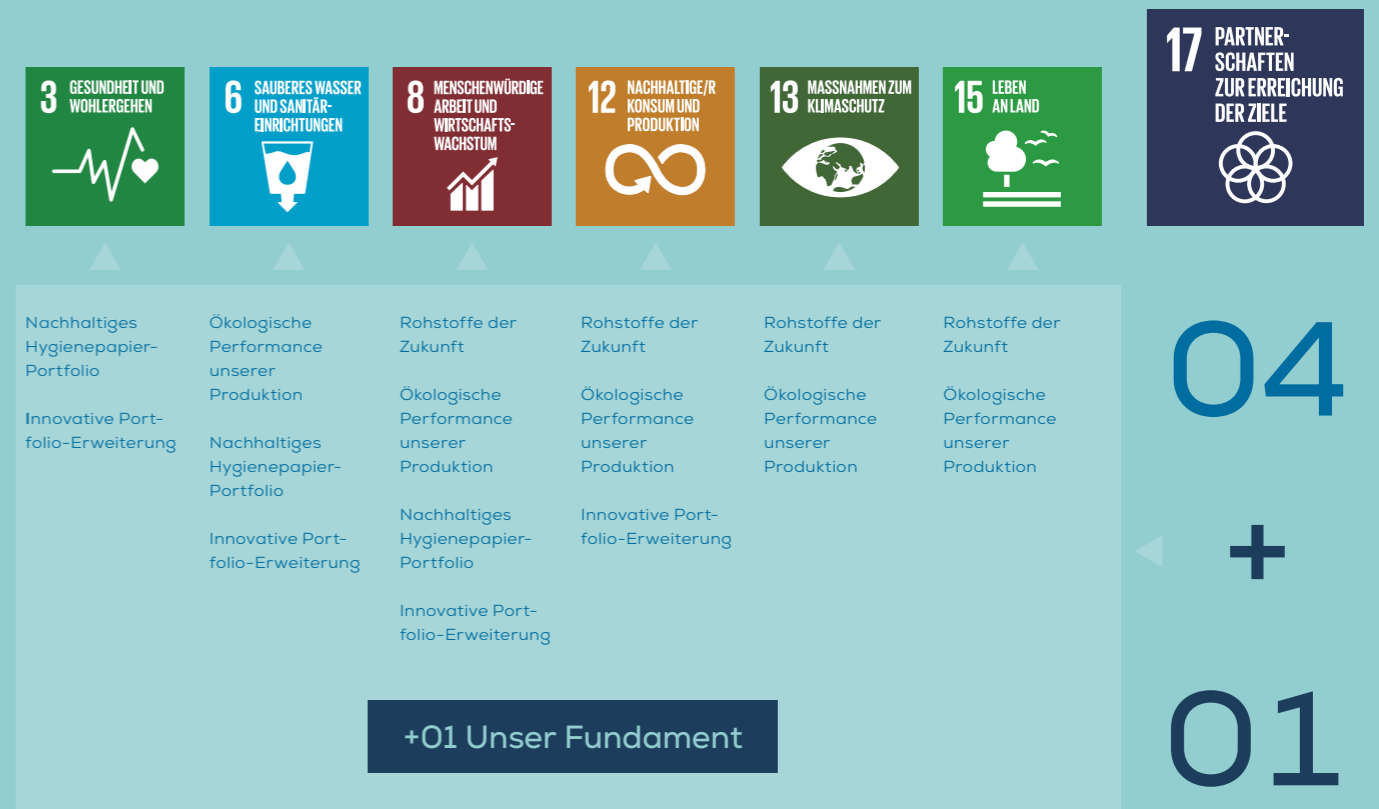 3 GESUNDHEIT UND
WOHLERGEHEN
6 SAUBERES WASSER
UND SANITÄR-
EINRICHTUNGEN
8 MENSCHENWÜRDIGE
ARBEIT UND
WIRTSCHAFTS-
WACHSTUM
12 NACHHALTIGE/R
KONSUM UND
PRODUKTION
13 MASSNAHMEN ZUM
KLIMASCHUTZ
15 LEBEN
AN LAND
17 PARTNER-
SCHAFTEN
ZUR ERREICHUNG
DER ZIELE
Nachhaltiges
Hygienepapier-
Portfolio
Innovative Port-
folio-Erweiterung
Ökologische
Performance
unserer
Produktion
Nachhaltiges
Hygienepapier-
Portfolio
Innovative Port-
folio-Erweiterung
Rohstoffe der
Zukunft
Ökologische
Performance
unserer
Produktion
Nachhaltiges
Hygienepapier-
Portfolio
Innovative Port-
folio-Erweiterung
Rohstoffe der
Zukunft
Ökologische
Performance
unserer
Produktion
Innovative Port-
folio-Erweiterung
Rohstoffe der
Zukunft
Ökologische
Performance
unserer
Produktion
Rohstoffe der
Zukunft
Ökologische
Performance
unserer
Produktion
04
+
01
+01 Unser Fundament